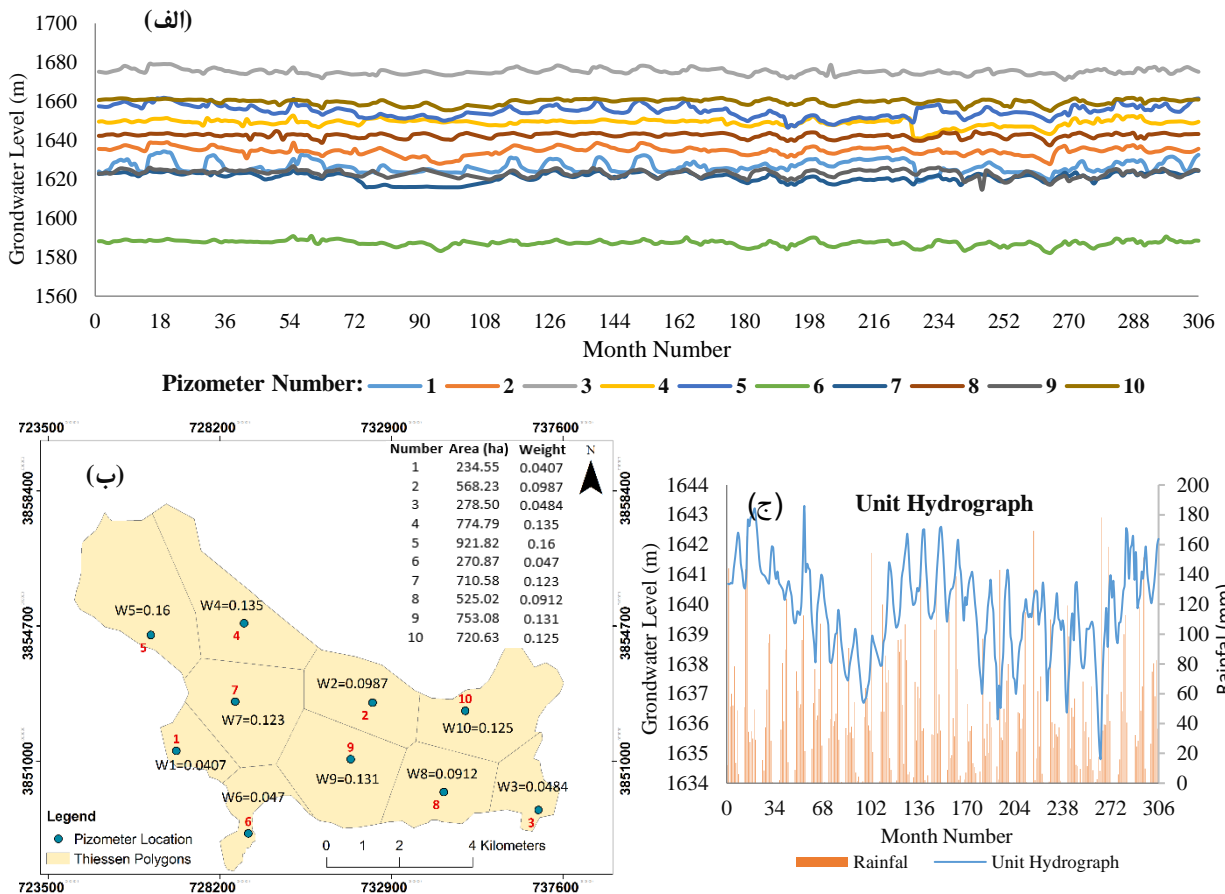 (الف)
Grondwater Level (m)
1700
1680
1660
1640
1620
1600
1580
1560
0 18 36 54 72 90 108 126 144 162 180 198 216 234 252 270 288 306
Month Number
Pizometer Number: 1 2 3 4 5 6 7 8 9 10
(ب)
723500 728200 732900 737600
3858400
3854700
3851000
Number Area (ha) Weight
1 234.55 0.0407
2 568.23 0.0987
3 278.50 0.0484
4 774.79 0.135
5 921.82 0.16
6 270.87 0.047
7 710.58 0.123
8 525.02 0.0912
9 753.08 0.131
10 720.63 0.125
N
3858400
3854700
3851000
W5=0.16
5
W4=0.135
4
7
W7=0.123
W2=0.0987
2
10
W10=0.125
1
W1=0.0407
9
W9=0.131
W8=0.0912
8
W3=0.0484
3
W6=0.047
6
Legend
Pizometer Location
Thiessen Polygons
0 1 2 4 Kilometers
723500 728200 732900 737600
(ج)
Unit Hydrograph
Grondwater Level (m)
1644
1643
1642
1641
1640
1639
1638
1637
1636
1635
1634
200
180
160
140
120
100
80
60
40
20
0
Rainfall (mm)
0 34 68 102 136 170 204 238 272 306
Month Number
Rainfal Unit Hydrograph